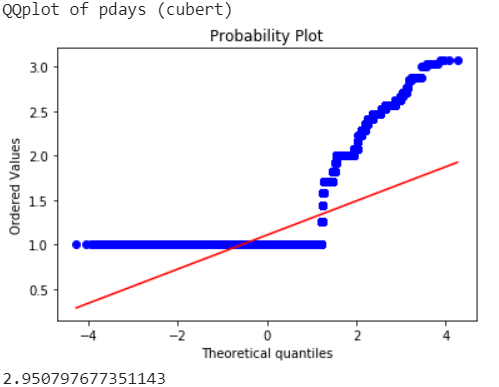 QQplot of pdays (cubert)
Probability Plot
3.0
2.5
2.0
1.5
1.0
0.5
Ordered Values
−4 −2 0 2 4
Theoretical quantiles
2.950797677351143